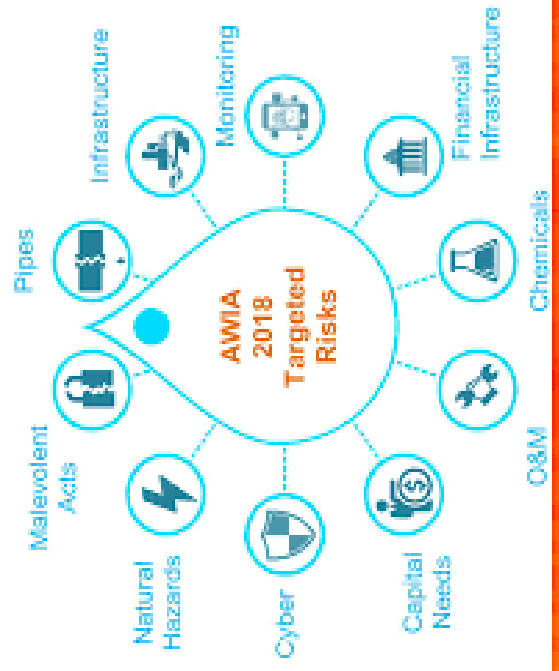 AWIA
2018
Targeted
Risks
Pipes
Infrastructure
Monitoring
Financial
Infrastructure
Chemicals
O&M
Capital
Needs
Cyber
Natural
Hazards
Malevolent
Acts